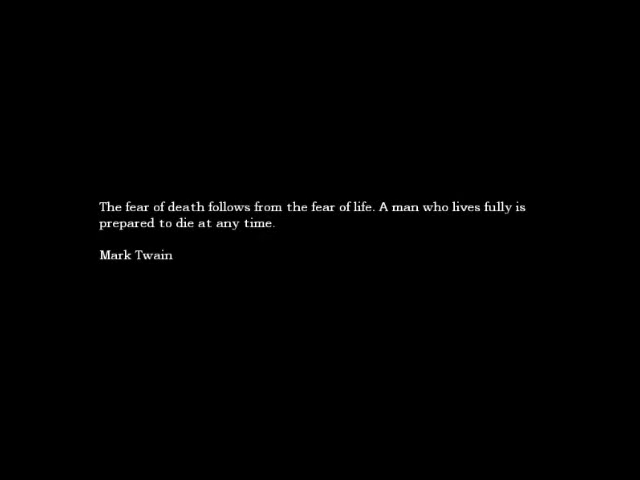 The fear of death follows from the fear of life. A man who lives fully is
prepared to die at any time.
Mark Twain